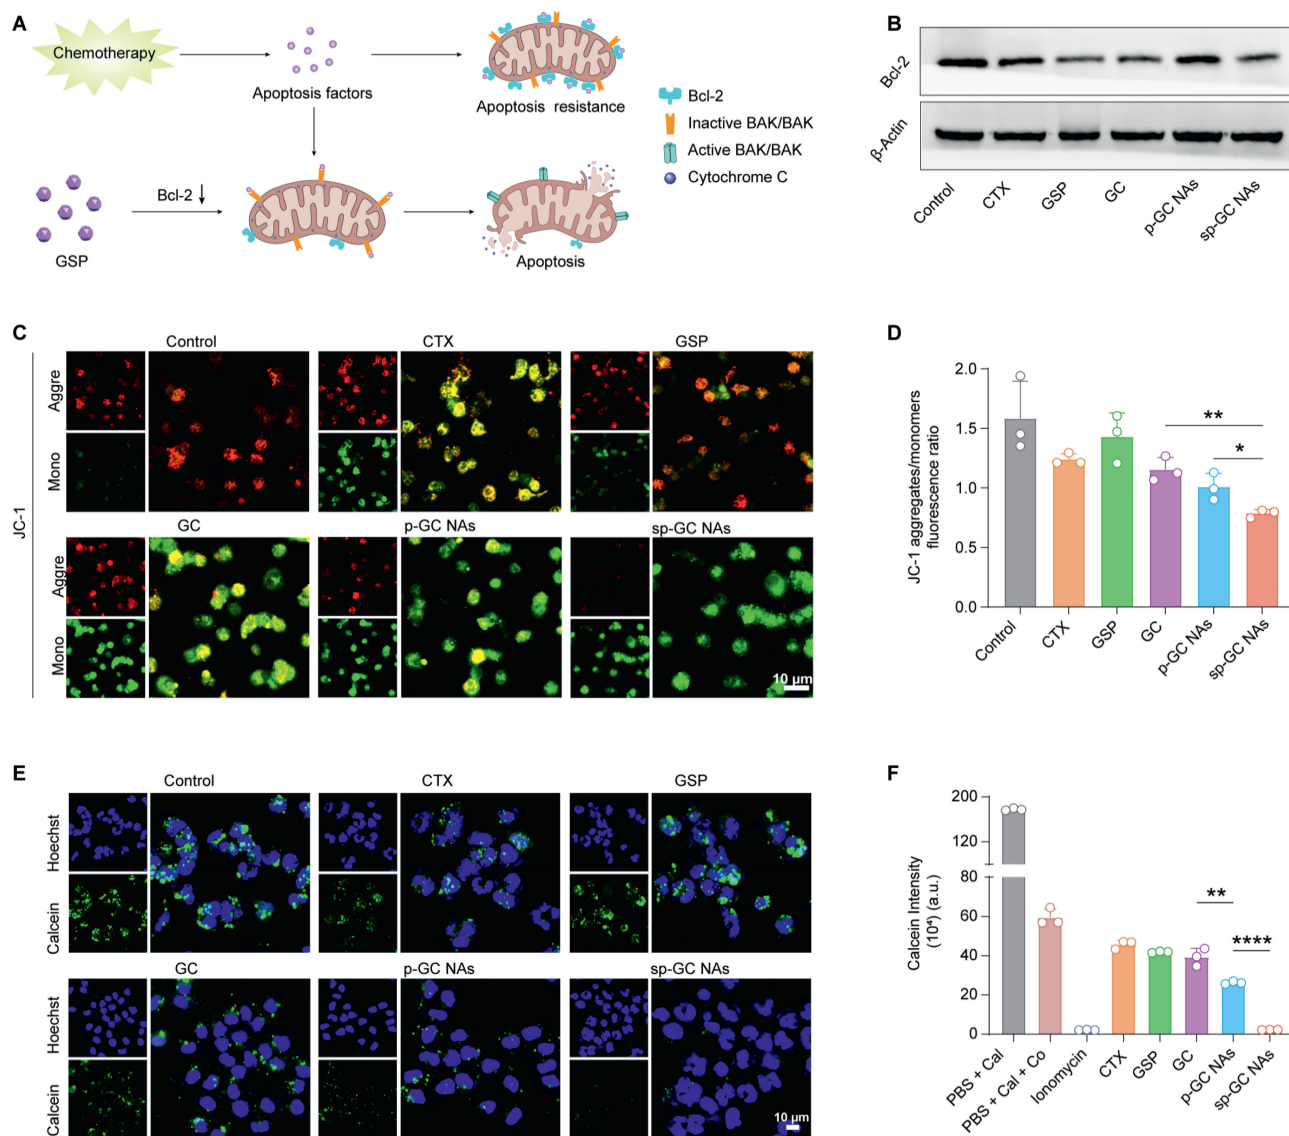 A
Chemotherapy
Apoptosis factors
Apoptosis resistance
Bcl-2
Inactive BAK/BAK
Active BAK/BAK
Cytochrome C
GSP
Bcl-2
Apoptosis
B
Bcl-2
β-Actin
Control
CTX
GSP
GC
p-GC NAs
sp-GC NAs
C
JC-1
Control
CTX
GSP
Aggre
Mono
GC
p-GC NAs
sp-GC NAs
Aggre
Mono
10 µm
D
JC-1 aggregates/monomers
fluorescence ratio
2.0
1.5
1.0
0.5
0.0
**
*
Control
CTX
GSP
GC
p-GC NAs
sp-GC NAs
E
Control
CTX
GSP
Hoechst
Calcein
GC
p-GC NAs
sp-GC NAs
Hoechst
Calcein
10 µm
F
Calcein Intensity
(10⁴) (a.u.)
200
120
80
60
40
20
0
**
****
PBS + Cal
PBS + Cal + Co
Ionomycin
CTX
GSP
GC
p-GC NAs
sp-GC NAs